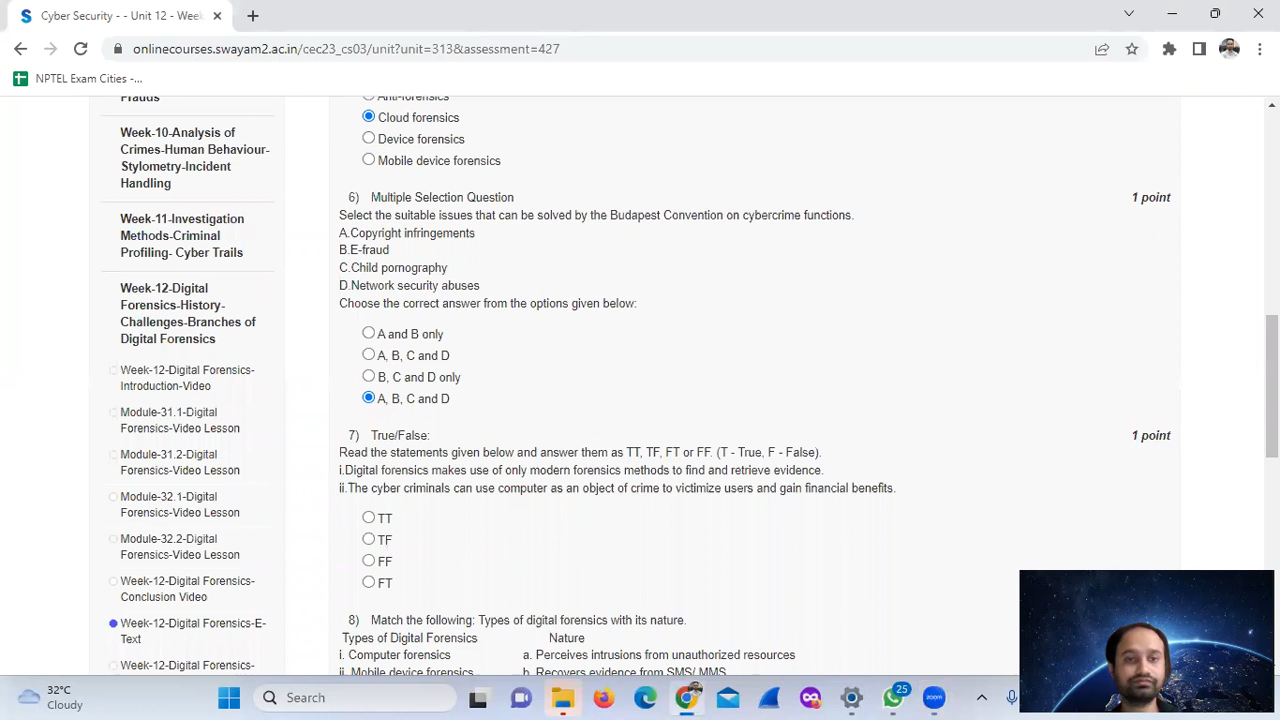 Cyber Security - - Unit 12 - Week
onlinecourses.swayam2.ac.in/cec23_cs03/unit?unit=313&assessment=427
NPTEL Exam Cities -...
Frauds
Week-10-Analysis of
Crimes-Human Behaviour-
Stylometry-Incident
Handling
Week-11-Investigation
Methods-Criminal
Profiling- Cyber Trails
Week-12-Digital
Forensics-History-
Challenges-Branches of
Digital Forensics
Week-12-Digital Forensics-
Introduction-Video
Module-31.1-Digital
Forensics-Video Lesson
Module-31.2-Digital
Forensics-Video Lesson
Module-32.1-Digital
Forensics-Video Lesson
Module-32.2-Digital
Forensics-Video Lesson
Week-12-Digital Forensics-
Conclusion Video
Week-12-Digital Forensics-E-
Text
Week-12-Digital Forensics-
Anti-forensics
Cloud forensics
Device forensics
Mobile device forensics
6) Multiple Selection Question 1 point
Select the suitable issues that can be solved by the Budapest Convention on cybercrime functions.
A.Copyright infringements
B.E-fraud
C.Child pornography
D.Network security abuses
Choose the correct answer from the options given below:
A and B only
A, B, C and D
B, C and D only
A, B, C and D
7) True/False: 1 point
Read the statements given below and answer them as TT, TF, FT or FF. (T - True, F - False).
i.Digital forensics makes use of only modern forensics methods to find and retrieve evidence.
ii.The cyber criminals can use computer as an object of crime to victimize users and gain financial benefits.
TT
TF
FF
FT
8) Match the following: Types of digital forensics with its nature.
Types of Digital Forensics Nature
i. Computer forensics a. Perceives intrusions from unauthorized resources
ii. Mobile device forensics b. Recovers evidence from SMS/ MMS
32°C
Cloudy
Search
25
zoom